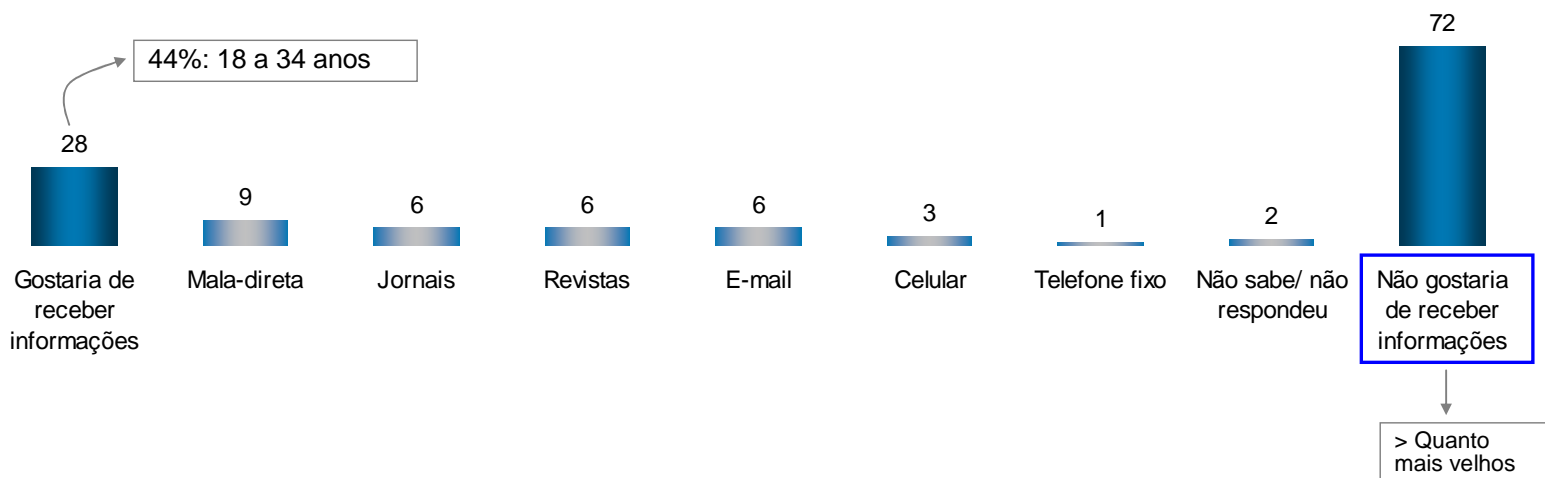 72
44%: 18 a 34 anos
28
9
6
6
6
3
1
2
Gostaria de
receber
informações
Mala-direta
Jornais
Revistas
E-mail
Celular
Telefone fixo
Não sabe/ não
respondeu
Não gostaria
de receber
informações
> Quanto
mais velhos